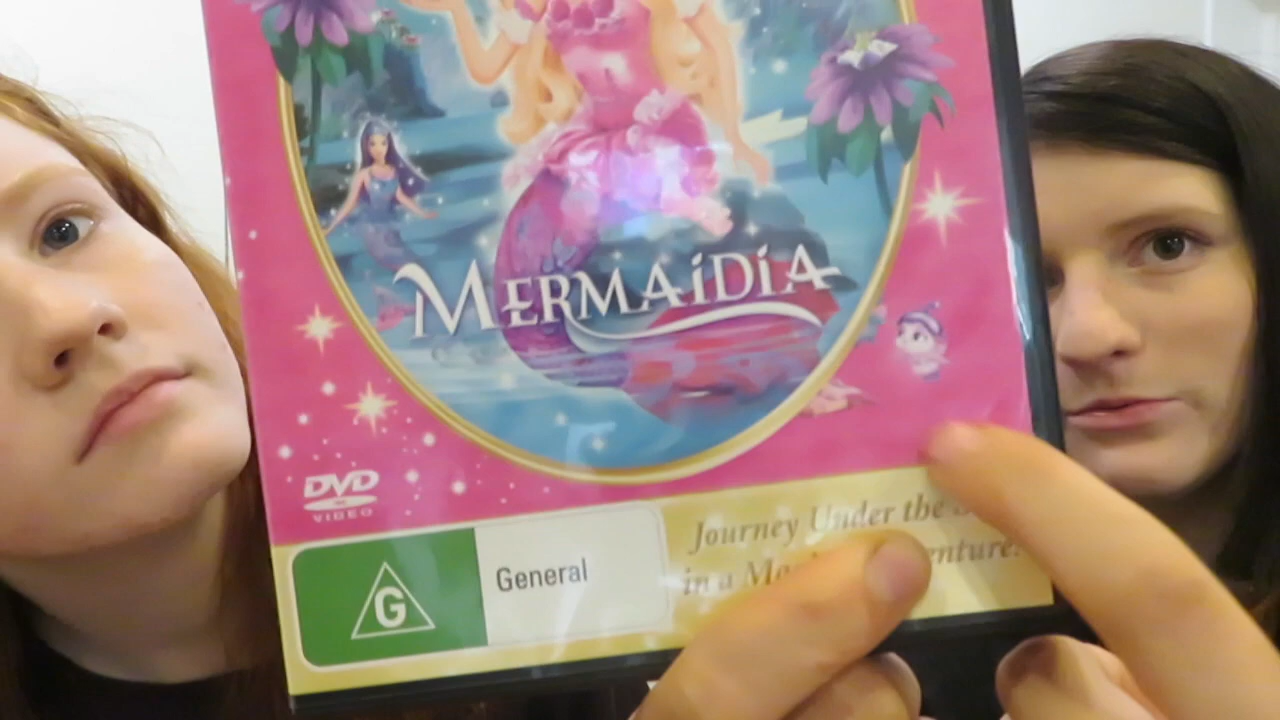 MERMAiDiA
DVD
VIDEO
G
General
Journey Under the
in a